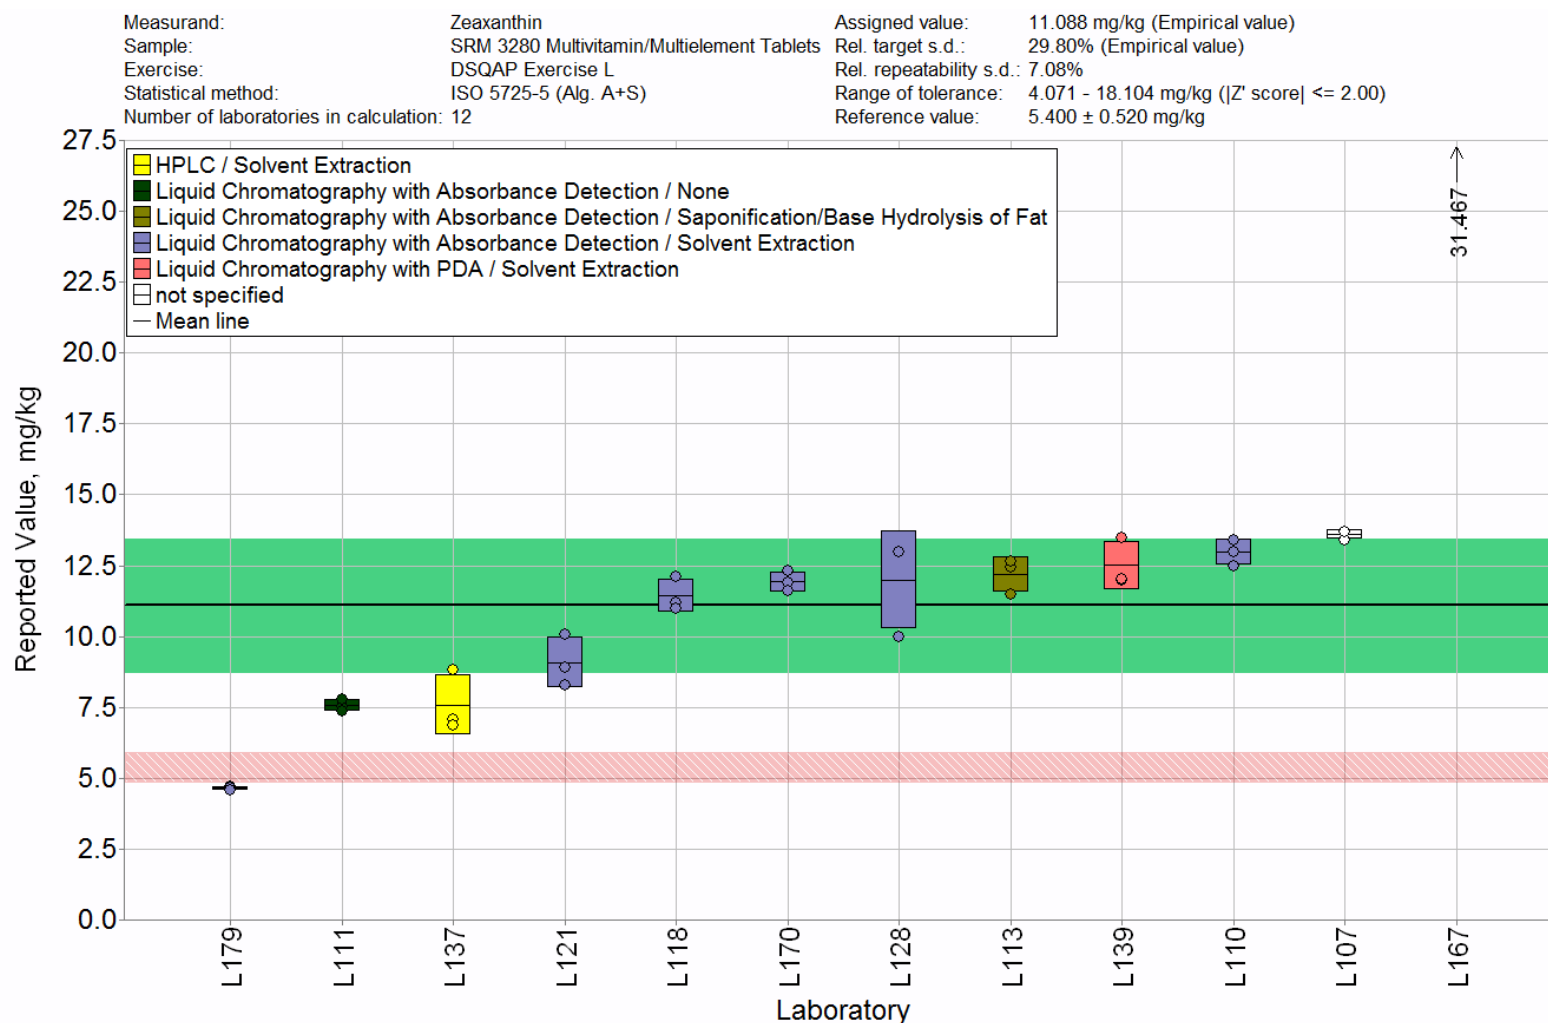 Measurand: Zeaxanthin Assigned value: 11.088 mg/kg (Empirical value)
Sample: SRM 3280 Multivitamin/Multielement Tablets Rel. target s.d.: 29.80% (Empirical value)
Exercise: DSQAP Exercise L Rel. repeatability s.d.: 7.08%
Statistical method: ISO 5725-5 (Alg. A+S) Range of tolerance: 4.071 - 18.104 mg/kg (|Z' score| <= 2.00)
Number of laboratories in calculation: 12 Reference value: 5.400 ± 0.520 mg/kg
HPLC / Solvent Extraction
Liquid Chromatography with Absorbance Detection / None
Liquid Chromatography with Absorbance Detection / Saponification/Base Hydrolysis of Fat
Liquid Chromatography with Absorbance Detection / Solvent Extraction
Liquid Chromatography with PDA / Solvent Extraction
not specified
Mean line
31.467
Reported Value, mg/kg
27.5
25.0
22.5
20.0
17.5
15.0
12.5
10.0
7.5
5.0
2.5
0.0
L179
L111
L137
L121
L118
L170
L128
L113
L139
L110
L107
L167
Laboratory